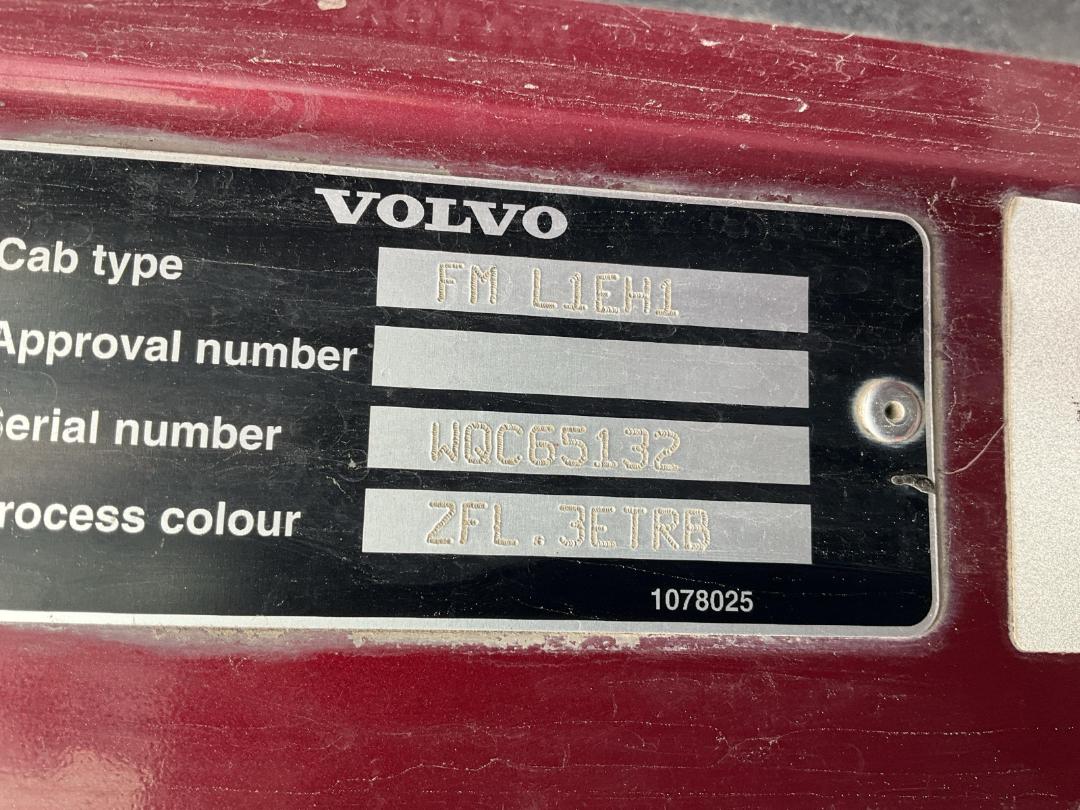 VOLVO
Cab type FM L1EH1
Approval number
Serial number WQC65132
rocess colour ZFL.3ETRB
1078025